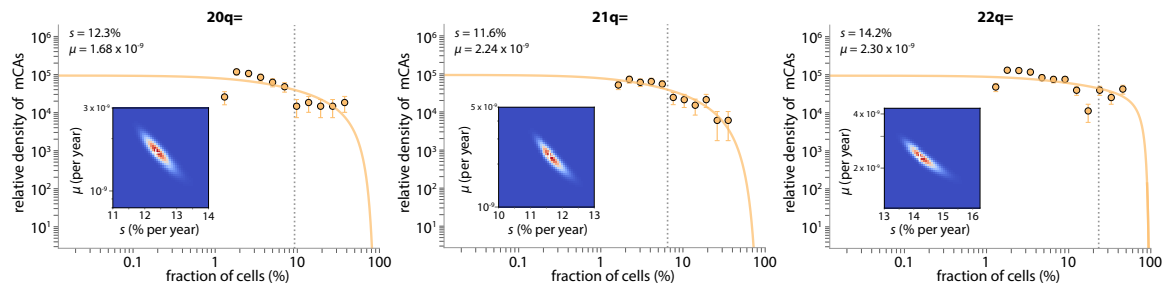 20q=
s = 12.3%
μ = 1.68 x 10⁻⁹
relative density of mCAs
10⁶
10⁵
10⁴
10³
10²
10¹
3 x10⁻⁹
10⁻⁹
μ (per year)
11 12 13 14
s (% per year)
0.1 1 10 100
fraction of cells (%)
21q=
s = 11.6%
μ = 2.24 x 10⁻⁹
relative density of mCAs
10⁶
10⁵
10⁴
10³
10²
10¹
5 x10⁻⁹
10⁻⁹
μ (per year)
10 11 12 13
s (% per year)
0.1 1 10 100
fraction of cells (%)
22q=
s = 14.2%
μ = 2.30 x 10⁻⁹
relative density of mCAs
10⁶
10⁵
10⁴
10³
10²
10¹
4 x10⁻⁹
2 x10⁻⁹
μ (per year)
13 14 15 16
s (% per year)
0.1 1 10 100
fraction of cells (%)